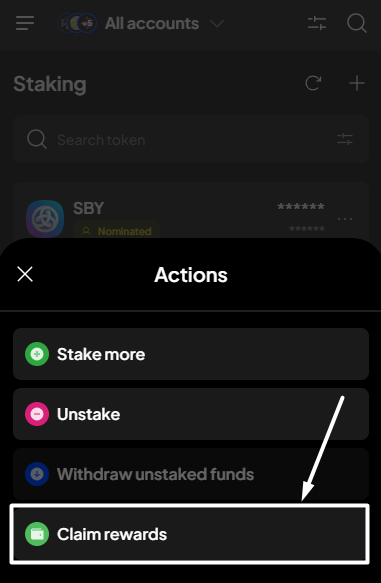 All accounts
Staking
Search token
SBY
******
Nominated
******
Actions
Stake more
Unstake
Withdraw unstaked funds
Claim rewards